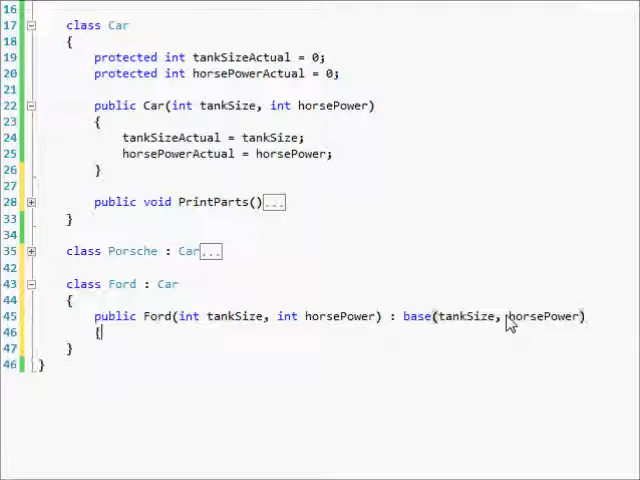 16
17 class Car
18 {
19 protected int tankSizeActual = 0;
20 protected int horsePowerActual = 0;
21
22 public Car(int tankSize, int horsePower)
23 {
24 tankSizeActual = tankSize;
25 horsePowerActual = horsePower;
26 }
27
28 public void PrintParts()...
33 }
34
35 class Porsche : Car...
42
43 class Ford : Car
44 {
45 public Ford(int tankSize, int horsePower) : base(tankSize, horsePower)
46 {
47 }
46 }